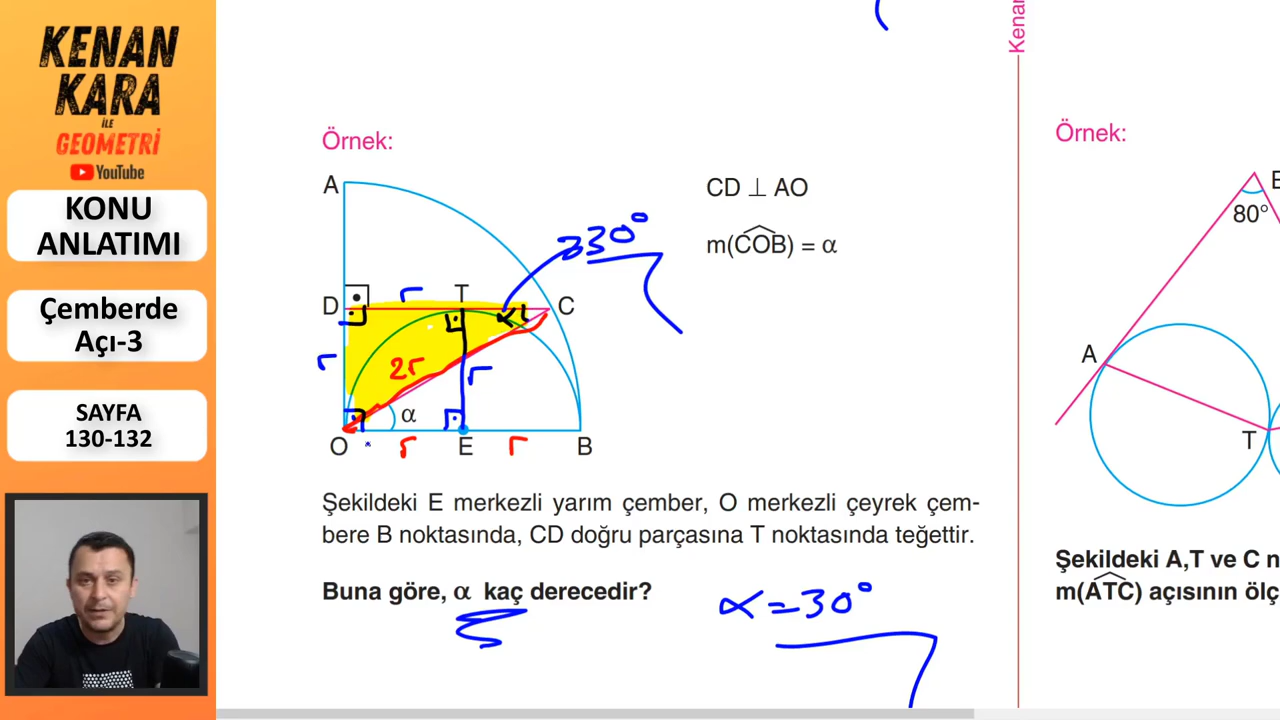 KENAN
KARA
İLE
GEOMETRİ
YouTube
KONU
ANLATIMI
Çemberde
Açı-3
SAYFA
130-132
Örnek:
A
CD ⊥ AO
m(COB) = α
30°
D
r
T
C
α
r
2r
r
α
O
r
E
r
B
Şekildeki E merkezli yarım çember, O merkezli çeyrek çem-
bere B noktasında, CD doğru parçasına T noktasında teğettir.
Buna göre, α kaç derecedir?
α = 30°
Kenan
Örnek:
E
80°
A
T
Şekildeki A,T ve C n
m(ATC) açısının ölç